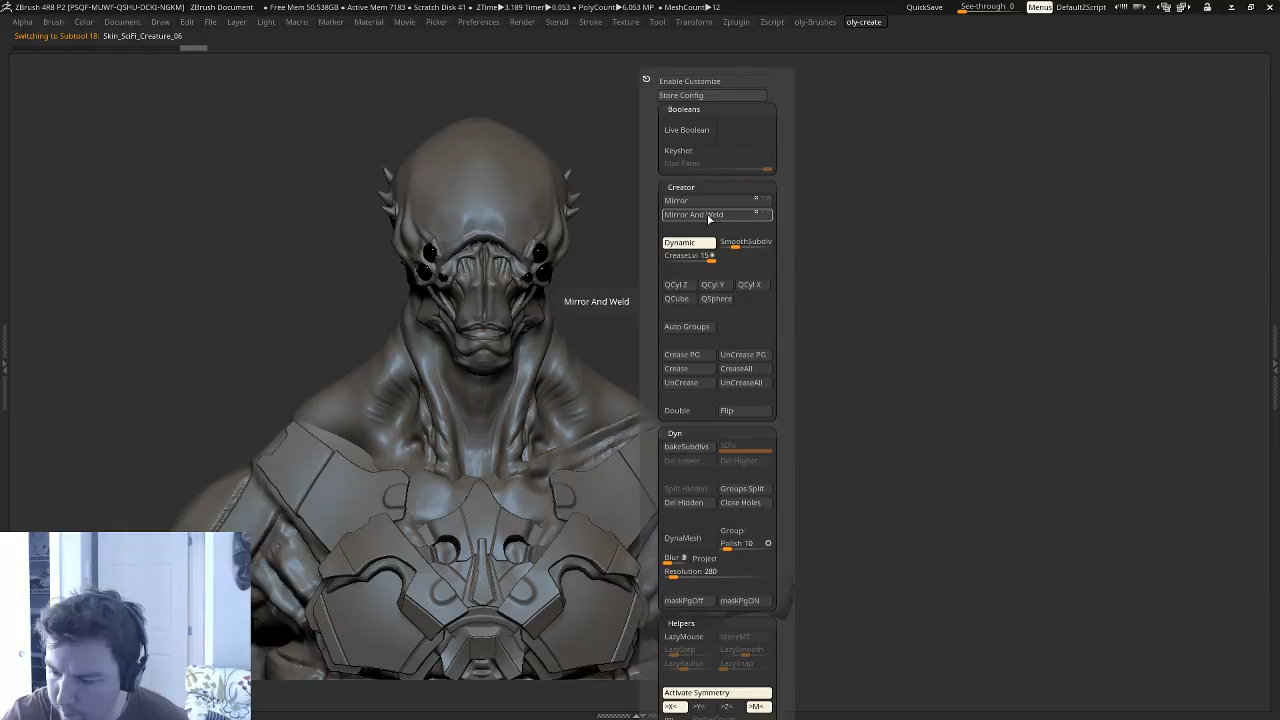 ZBrush 4R8 P2 [PSQF-MUWF-QSHU-DCKI-NGKM] ZBrush Document • Free Mem 50.538GB • Active Mem 7183 • Scratch Disk 41 • ZTime▶3.189 Timer▶0.053 • PolyCount▶6.053 MP • MeshCount▶12 QuickSave See-through 0 Menus DefaultZScript
Alpha Brush Color Document Draw Edit File Layer Light Macro Marker Material Movie Picker Preferences Render Stencil Stroke Texture Tool Transform Zplugin Zscript oly-Brushes oly-create
Switching to Subtool 18: Skin_SciFi_Creature_06
Enable Customize
Store Config
Booleans
Live Boolean
Keyshot
Max Faces
Creator
Mirror
Mirror And Weld
Dynamic SmoothSubdiv
CreaseLvl 15
QCyl Z QCyl Y QCyl X
QCube QSphere
Mirror And Weld
Auto Groups
Crease PG UnCrease PG
Crease CreaseAll
UnCrease UnCreaseAll
Double Flip
Dyn
bakeSubdivs SDiv
Del Lower Del Higher
Split Hidden Groups Split
Del Hidden Close Holes
Group
DynaMesh
Polish 10
Blur Project
Resolution 280
maskPgOff maskPgON
Helpers
LazyMouse StoreMT
LazyStep LazySmooth
LazyRadius LazySnap
Activate Symmetry
>X< >Y< >Z< >M<